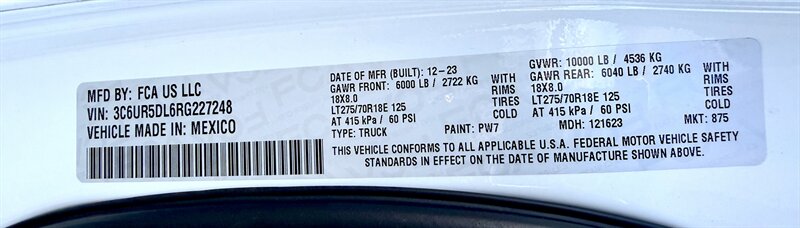 MFD BY: FCA US LLC
VIN: 3C6UR5DL6RG227248
VEHICLE MADE IN: MEXICO
DATE OF MFR (BUILT): 12-23
GAWR FRONT: 6000 LB / 2722 KG WITH
18X8.0 RIMS
LT275/70R18E 125 TIRES
AT 415 kPa / 60 PSI COLD
TYPE: TRUCK PAINT: PW7
GVWR: 10000 LB / 4536 KG
GAWR REAR: 6040 LB / 2740 KG WITH
18X8.0 RIMS
LT275/70R18E 125 TIRES
AT 415 kPa / 60 PSI COLD
MDH: 121623 MKT: 875
THIS VEHICLE CONFORMS TO ALL APPLICABLE U.S.A. FEDERAL MOTOR VEHICLE SAFETY
STANDARDS IN EFFECT ON THE DATE OF MANUFACTURE SHOWN ABOVE.